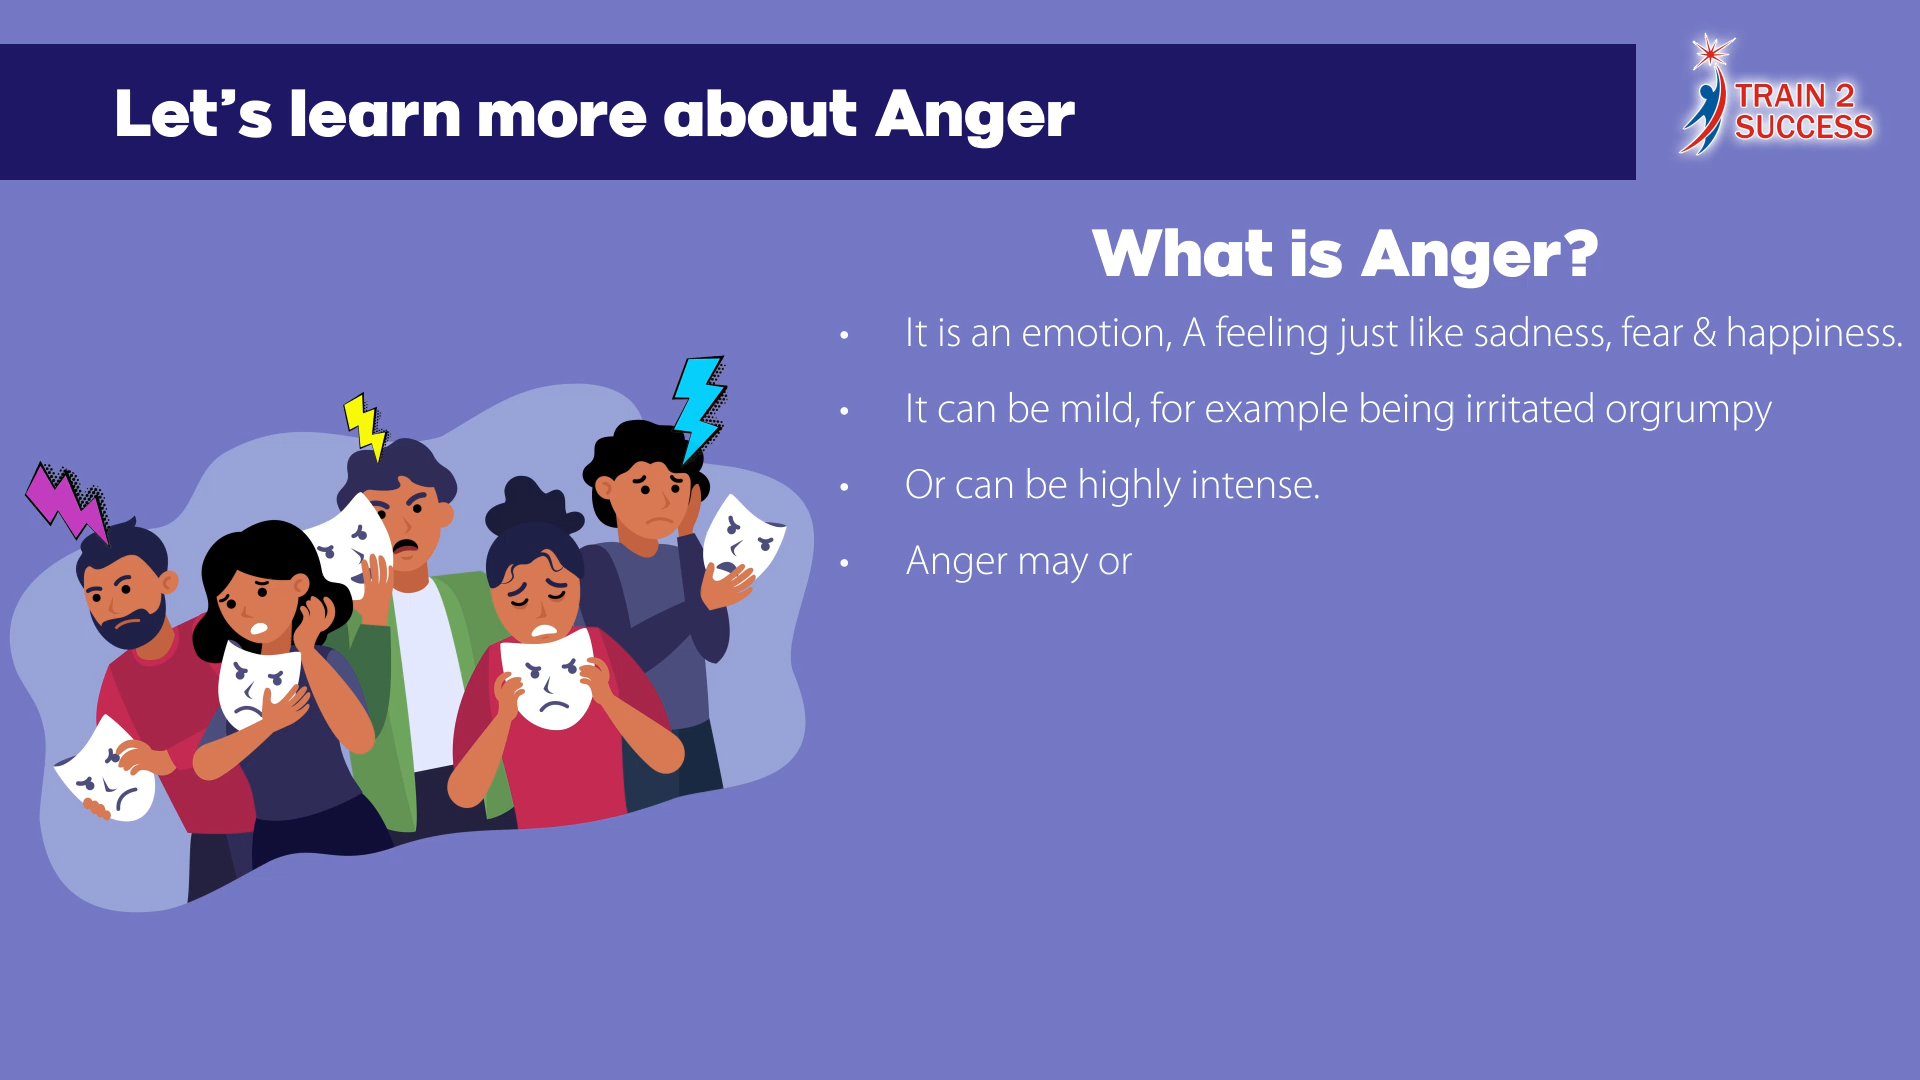 Let’s learn more about Anger
TRAIN 2
SUCCESS
What is Anger?
• It is an emotion, A feeling just like sadness, fear & happiness.
• It can be mild, for example being irritated orgrumpy
• Or can be highly intense.
• Anger may or